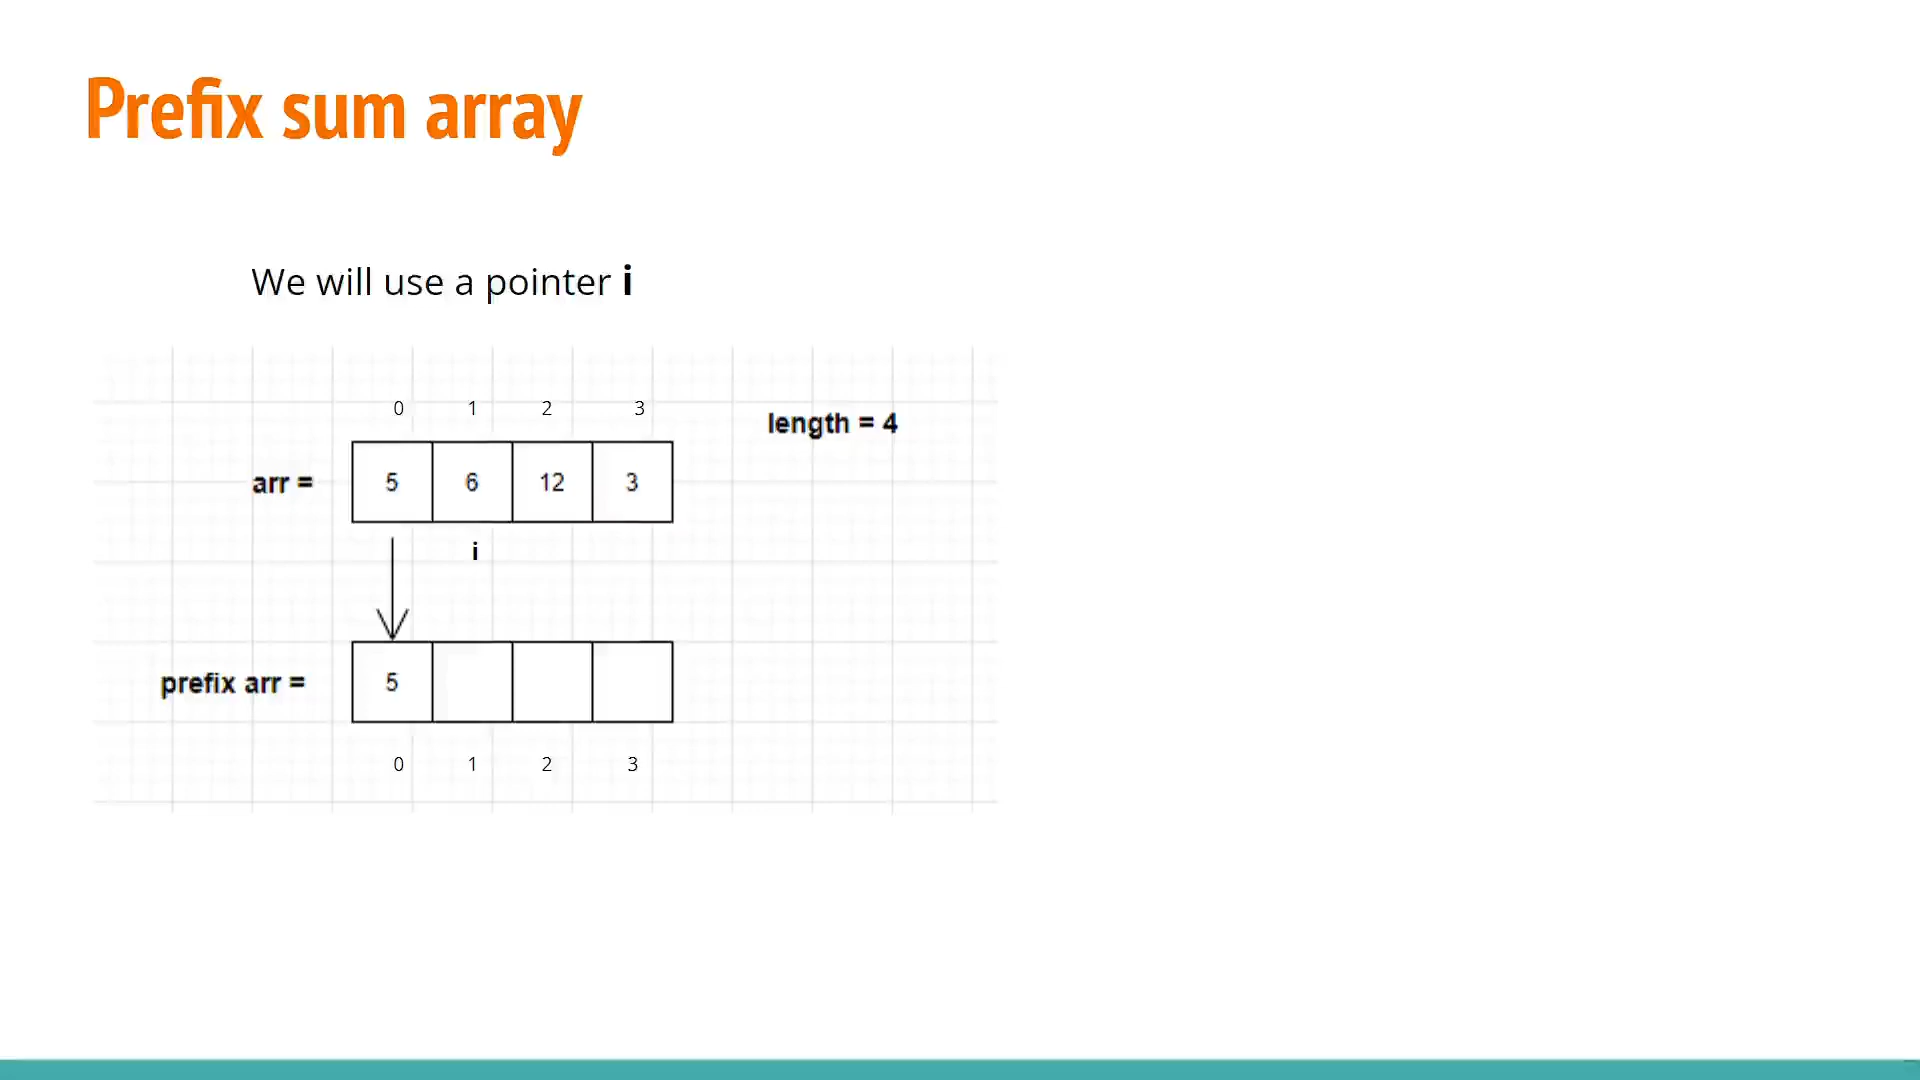 Prefix sum array
We will use a pointer i
0 1 2 3
length = 4
arr = 5 6 12 3
i
prefix arr = 5
0 1 2 3